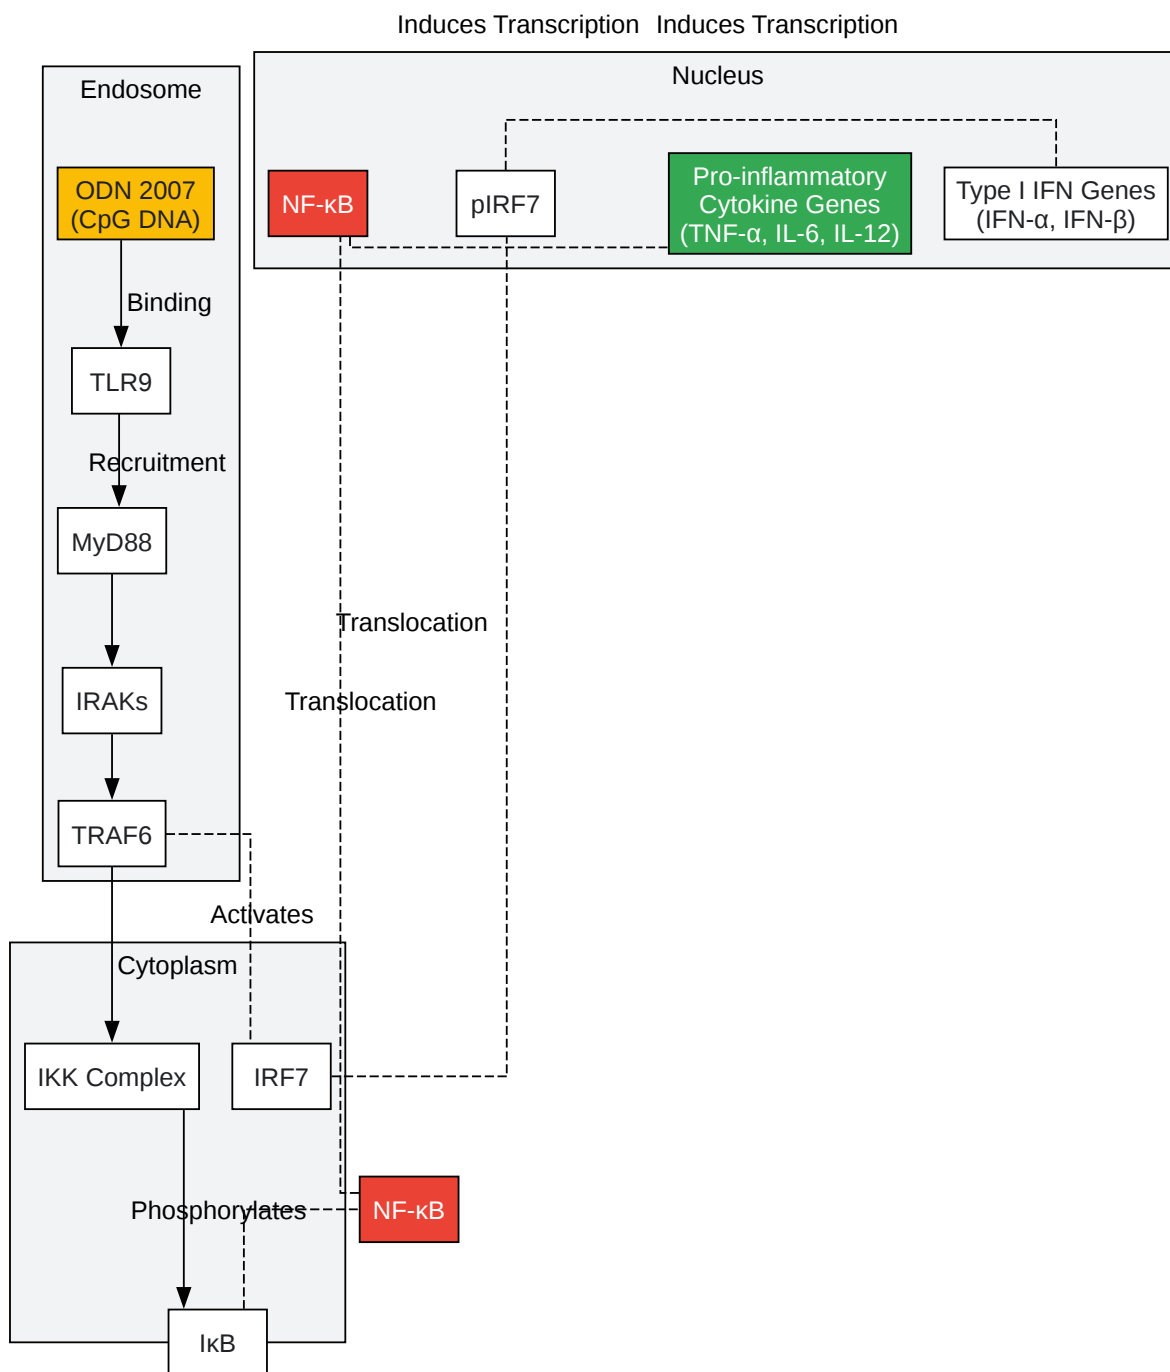 Induces Transcription
Induces Transcription
Endosome
Nucleus
ODN 2007
(CpG DNA)
NF-κB
pIRF7
Pro-inflammatory
Cytokine Genes
(TNF-α, IL-6, IL-12)
Type I IFN Genes
(IFN-α, IFN-β)
Binding
TLR9
Recruitment
MyD88
Translocation
IRAKs
Translocation
TRAF6
Activates
Cytoplasm
IKK Complex
IRF7
Phosphorylates
NF-κB
IκB